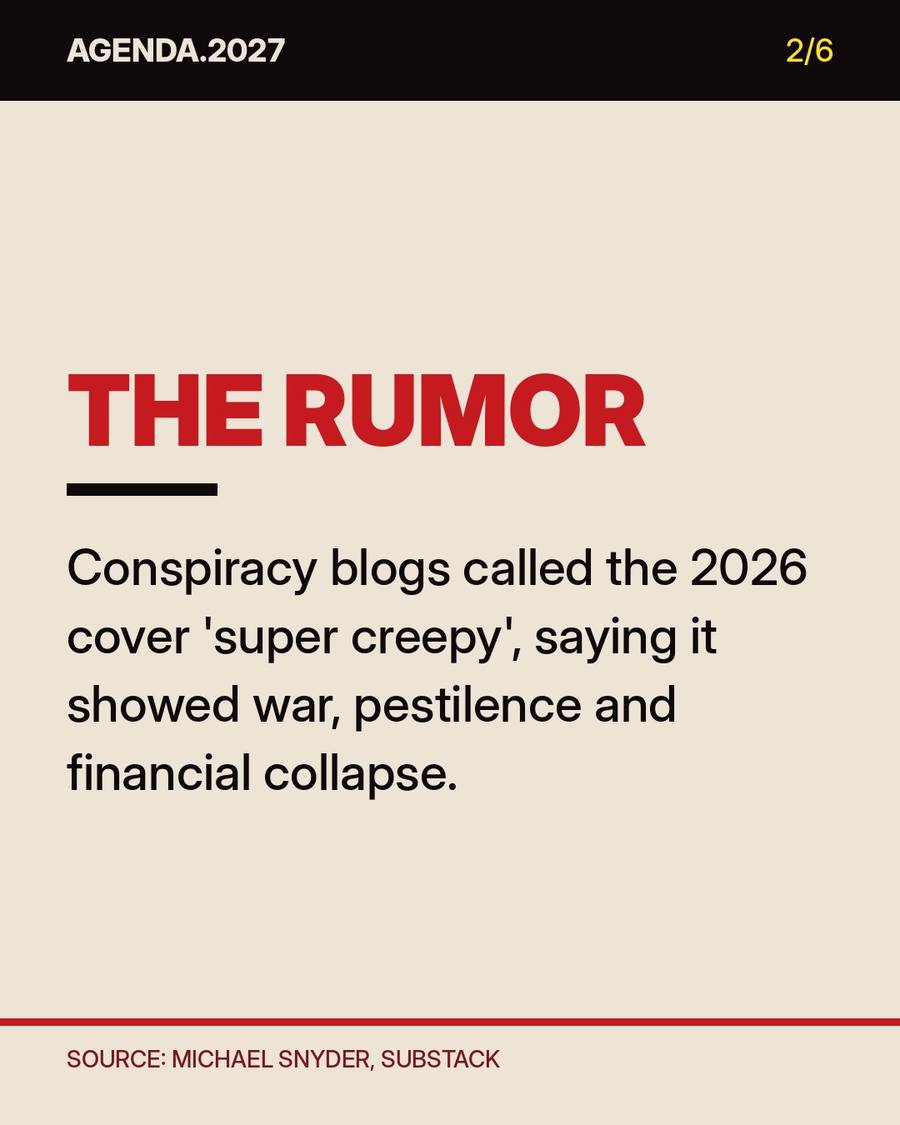 AGENDA.2027
2/6
THE RUMOR
Conspiracy blogs called the 2026
cover 'super creepy', saying it
showed war, pestilence and
financial collapse.
SOURCE: MICHAEL SNYDER, SUBSTACK